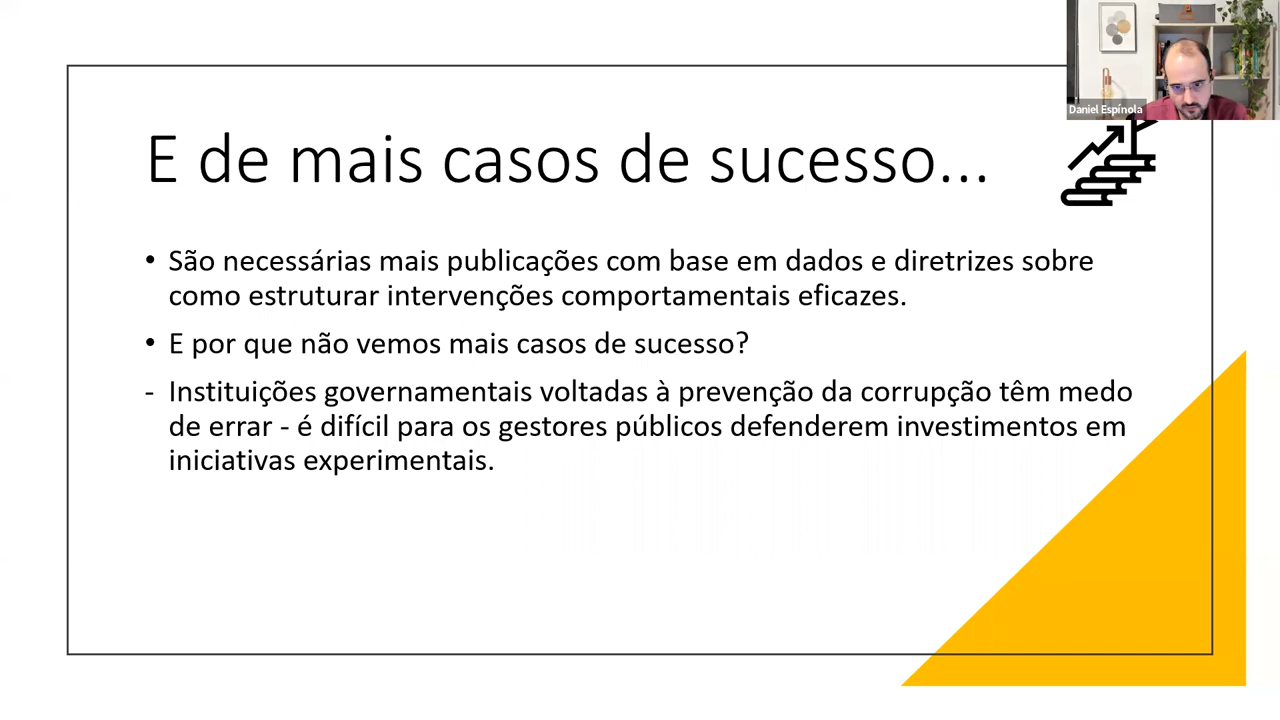 Daniel Espínola
E de mais casos de sucesso...
• São necessárias mais publicações com base em dados e diretrizes sobre
como estruturar intervenções comportamentais eficazes.
• E por que não vemos mais casos de sucesso?
- Instituições governamentais voltadas à prevenção da corrupção têm medo
de errar - é difícil para os gestores públicos defenderem investimentos em
iniciativas experimentais.